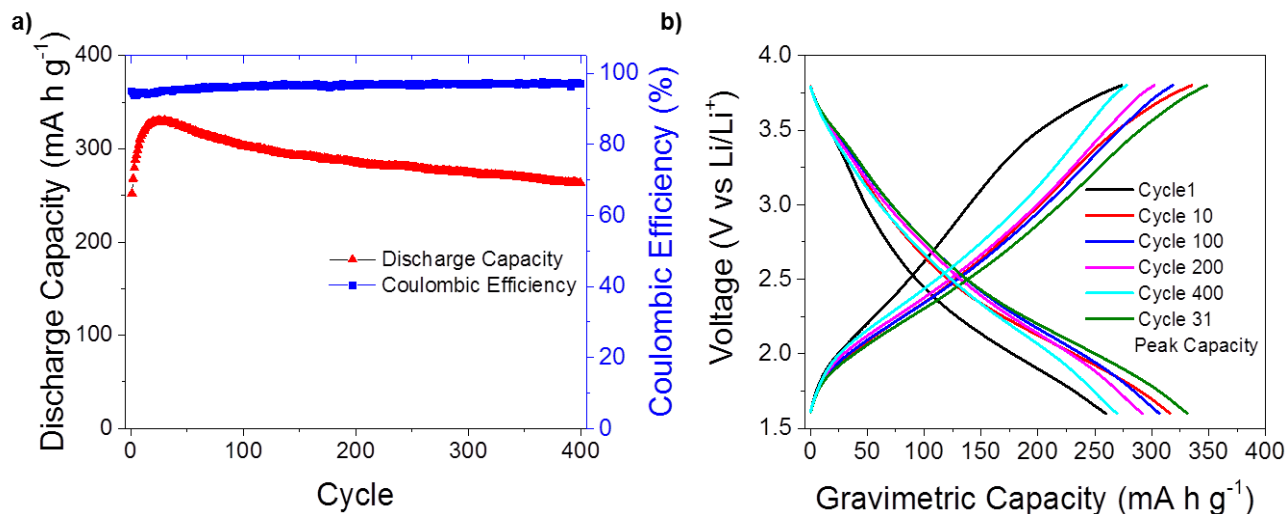 a)
400
300
200
100
0
Discharge Capacity (mA h g⁻¹)
Discharge Capacity
Coulombic Efficiency
0
100
200
300
400
Cycle
100
80
60
40
20
0
Coulombic Efficiency (%)
b)
4.0
3.5
3.0
2.5
2.0
1.5
Voltage (V vs Li/Li⁺)
Cycle1
Cycle 10
Cycle 100
Cycle 200
Cycle 400
Cycle 31
Peak Capacity
0
50
100
150
200
250
300
350
400
Gravimetric Capacity (mA h g⁻¹)